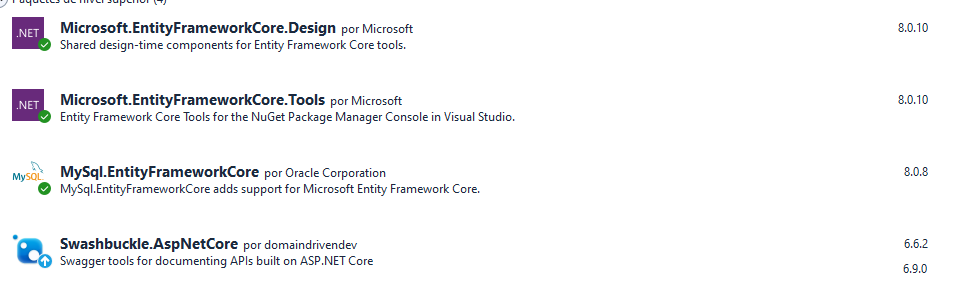 Paquetes de nivel superior (4)
.NET
Microsoft.EntityFrameworkCore.Design por Microsoft
8.0.10
Shared design-time components for Entity Framework Core tools.
.NET
Microsoft.EntityFrameworkCore.Tools por Microsoft
8.0.10
Entity Framework Core Tools for the NuGet Package Manager Console in Visual Studio.
MySQL
MySql.EntityFrameworkCore por Oracle Corporation
8.0.8
MySql.EntityFrameworkCore adds support for Microsoft Entity Framework Core.
Swashbuckle.AspNetCore por domaindrivendev
6.6.2
Swagger tools for documenting APIs built on ASP.NET Core
6.9.0